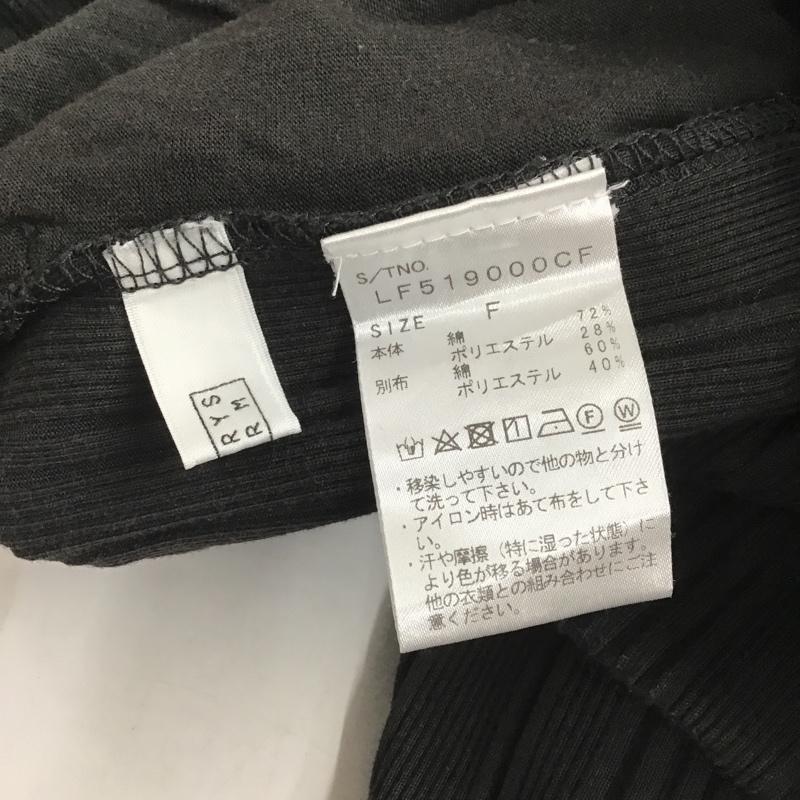 S/TNO.
LF519000CF
SIZE F
本体 綿 72%
ポリエステル 28%
別布 綿 60%
ポリエステル 40%
F W
・移染しやすいので他の物と分け
て洗って下さい。
・アイロン時はあて布をして下さ
い。
・汗や摩擦（特に湿った状態）に
より色が移る場合があります。
他の衣類との組み合わせにご注
意ください。
RYS
RM